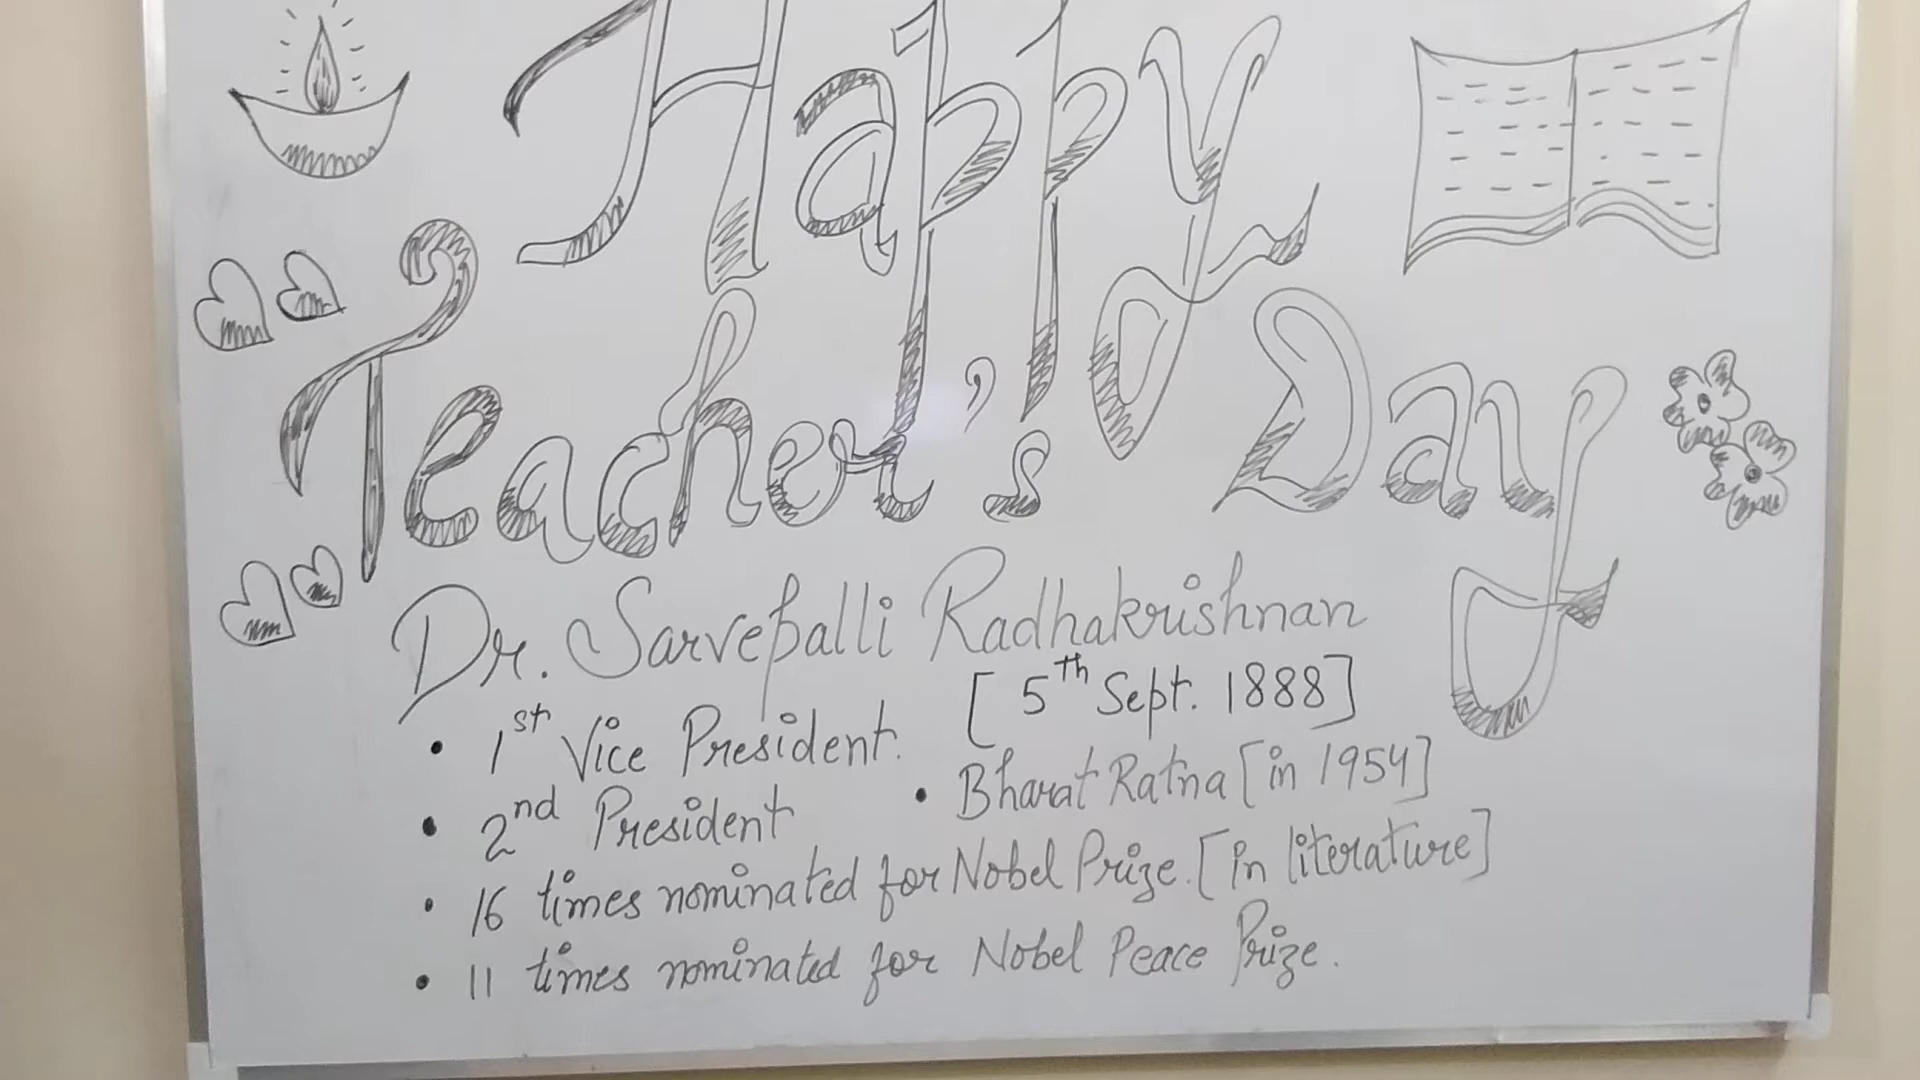 Happy
Teacher's Day
Dr. Sarvepalli Radhakrishnan
[5th Sept. 1888]
• 1st Vice President.
• 2nd President • Bharat Ratna [in 1954]
• 16 times nominated for Nobel Prize. [in literature]
• 11 times nominated for Nobel Peace Prize.